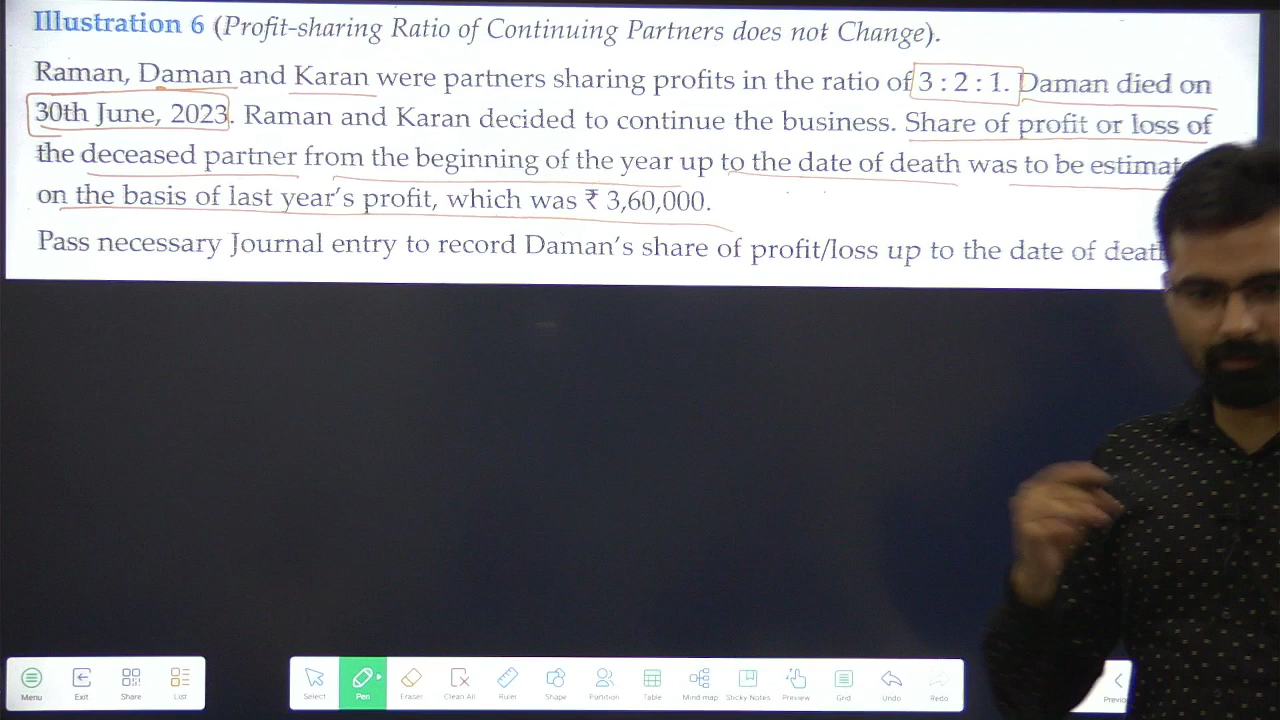 Illustration 6 (Profit-sharing Ratio of Continuing Partners does not Change).
Raman, Daman and Karan were partners sharing profits in the ratio of 3 : 2 : 1. Daman died on
30th June, 2023. Raman and Karan decided to continue the business. Share of profit or loss of
the deceased partner from the beginning of the year up to the date of death was to be estimat
on the basis of last year's profit, which was ₹ 3,60,000.
Pass necessary Journal entry to record Daman's share of profit/loss up to the date of deat
Menu Exit Share List Select Pen Eraser Clean All Ruler Shape Partition Table Mind map Sticky Notes Preview Grid Undo Redo Previo